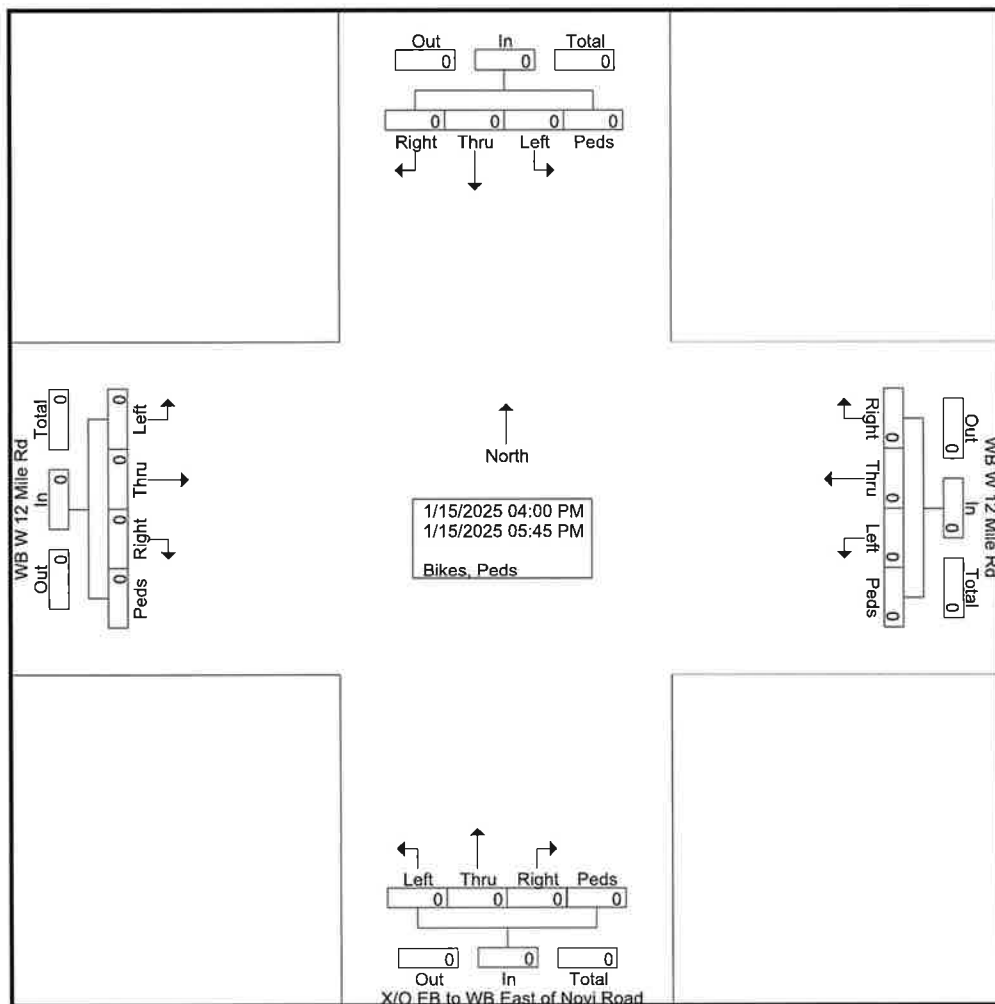 Out In Total
0 0 0
0 0 0 0
Right Thru Left Peds
WB W 12 Mile Rd
Total In Out
0 0 0
0 0 0 0
Left Thru Right Peds
North
1/15/2025 04:00 PM
1/15/2025 05:45 PM
Bikes, Peds
Right Thru Left Peds
0 0 0 0
Out In Total
0 0 0
WB W 12 Mile Rd
Left Thru Right Peds
0 0 0 0
0 0 0
Out In Total
X/O EB to WB East of Novi Road